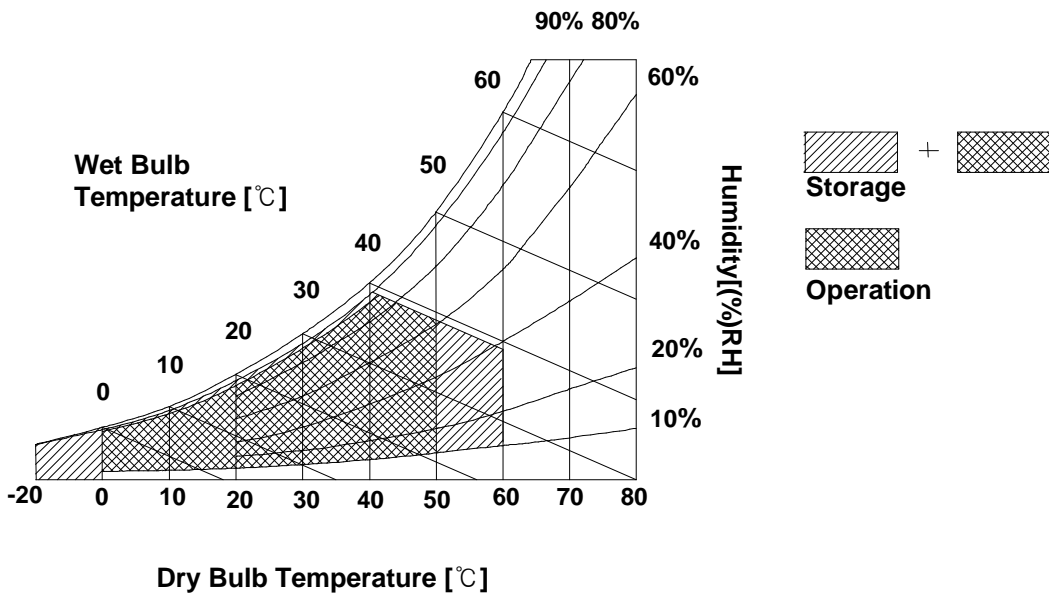 90% 80%
60
60%
Wet Bulb
Temperature [℃]
50
+
Storage
40
40%
Humidity[(%)RH]
30
Operation
20
20%
10
0
10%
-20 0 10 20 30 40 50 60 70 80
Dry Bulb Temperature [℃]